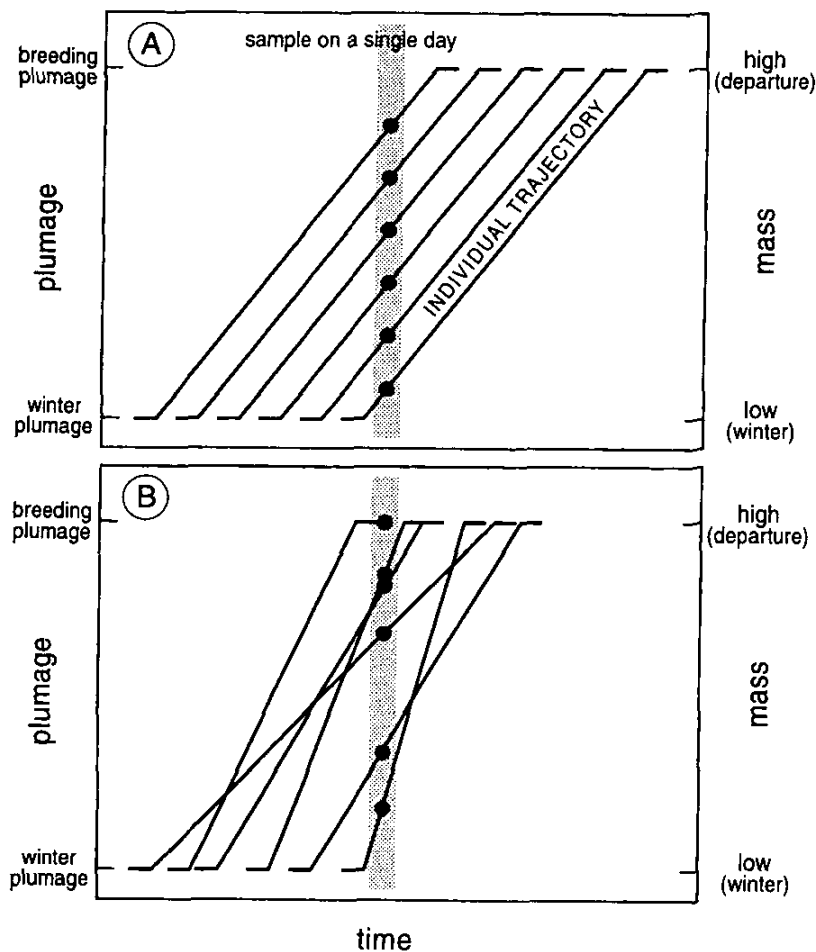 A
sample on a single day
breeding
plumage
high
(departure)
plumage
INDIVIDUAL TRAJECTORY
mass
winter
plumage
low
(winter)
B
breeding
plumage
high
(departure)
plumage
mass
winter
plumage
low
(winter)
time